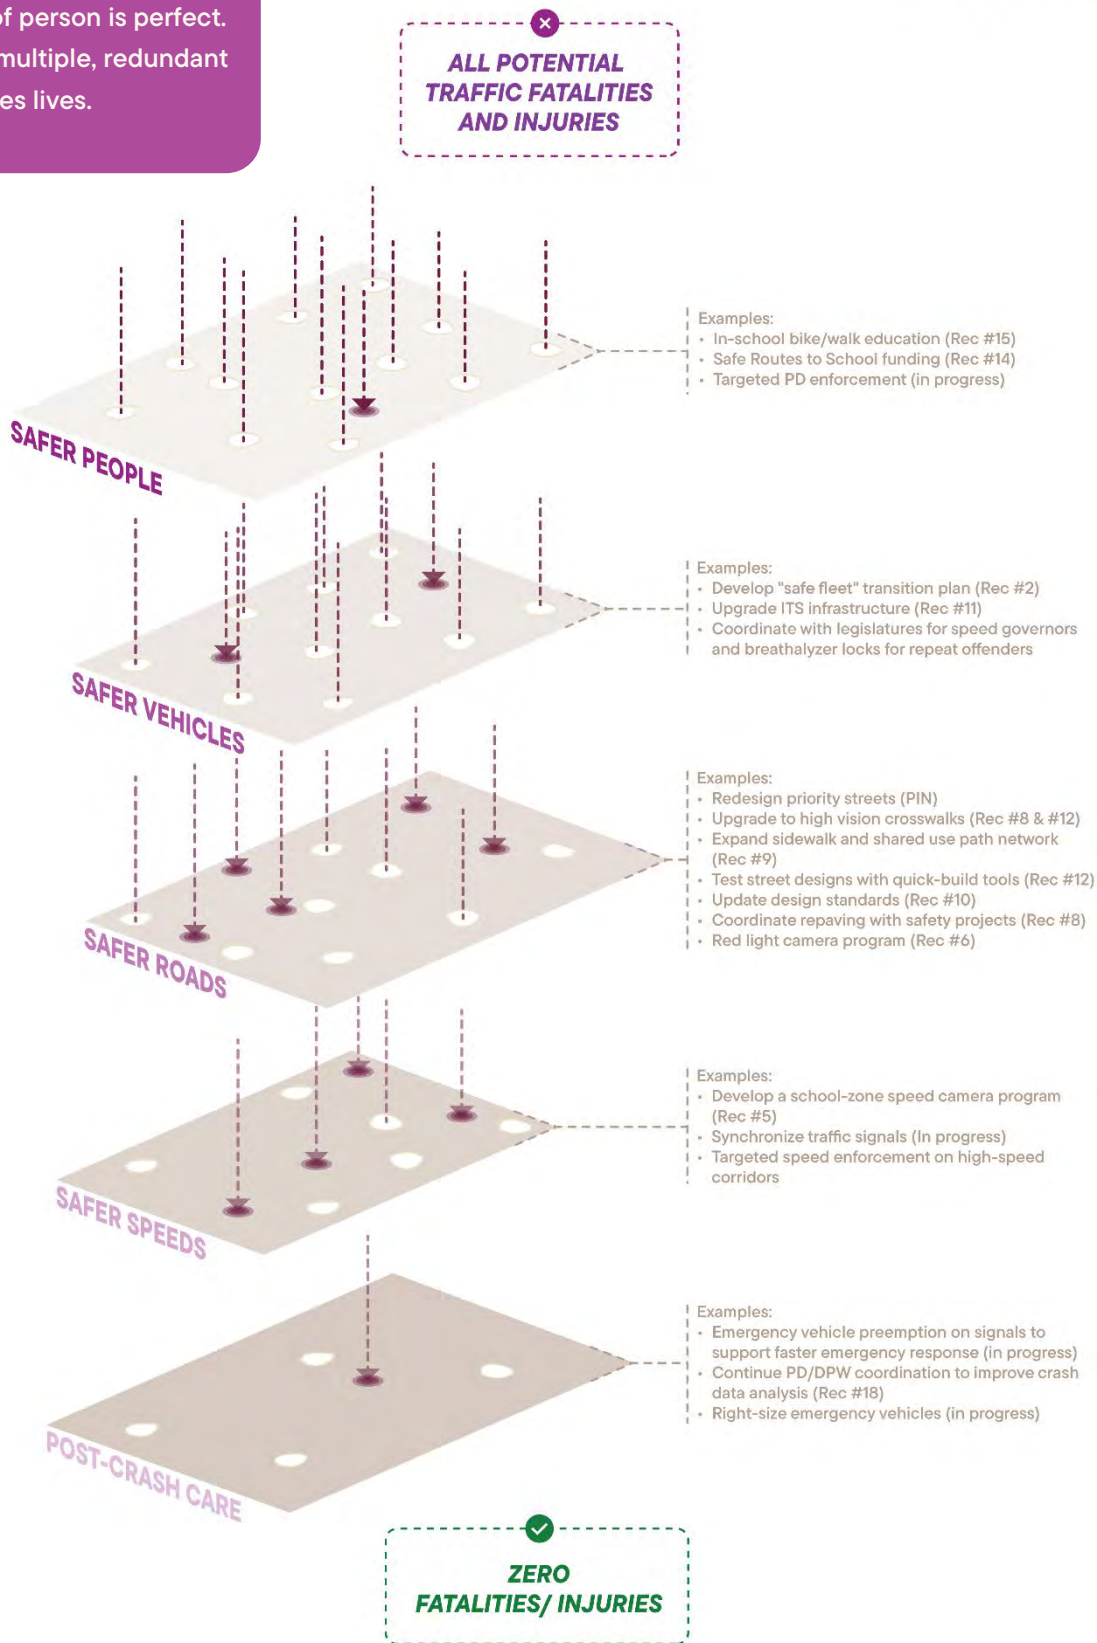 of person is perfect.
multiple, redundant
es lives.
ALL POTENTIAL
TRAFFIC FATALITIES
AND INJURIES
SAFER PEOPLE
Examples:
• In-school bike/walk education (Rec #15)
• Safe Routes to School funding (Rec #14)
• Targeted PD enforcement (in progress)
SAFER VEHICLES
Examples:
• Develop "safe fleet" transition plan (Rec #2)
• Upgrade ITS infrastructure (Rec #11)
• Coordinate with legislatures for speed governors
and breathalyzer locks for repeat offenders
SAFER ROADS
Examples:
• Redesign priority streets (PIN)
• Upgrade to high vision crosswalks (Rec #8 & #12)
• Expand sidewalk and shared use path network
(Rec #9)
• Test street designs with quick-build tools (Rec #12)
• Update design standards (Rec #10)
• Coordinate repaving with safety projects (Rec #8)
• Red light camera program (Rec #6)
SAFER SPEEDS
Examples:
• Develop a school-zone speed camera program
(Rec #5)
• Synchronize traffic signals (In progress)
• Targeted speed enforcement on high-speed
corridors
POST-CRASH CARE
Examples:
• Emergency vehicle preemption on signals to
support faster emergency response (in progress)
• Continue PD/DPW coordination to improve crash
data analysis (Rec #18)
• Right-size emergency vehicles (in progress)
ZERO
FATALITIES/ INJURIES